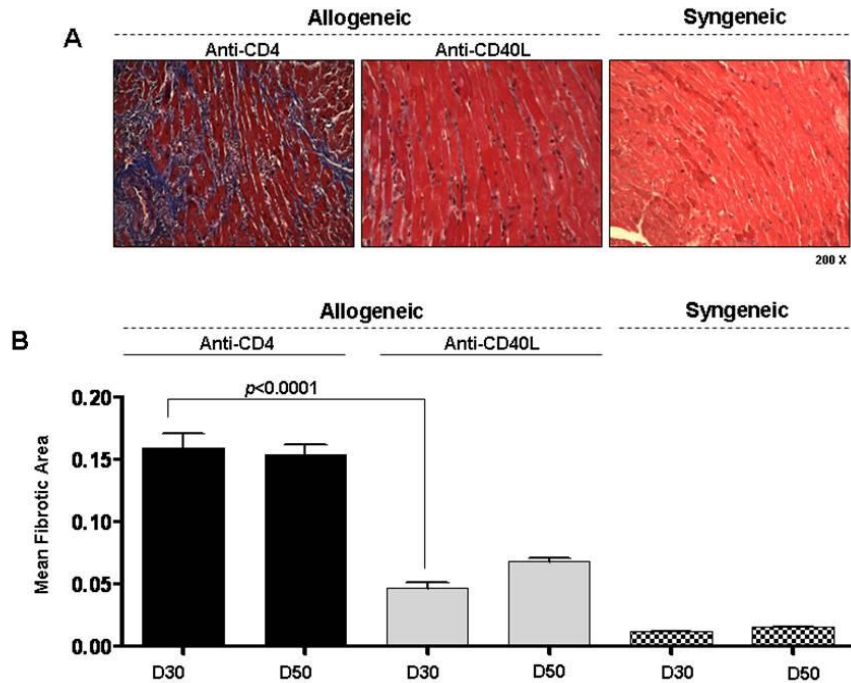 A
Allogeneic Syngeneic
Anti-CD4 Anti-CD40L
200 X
B
Allogeneic Syngeneic
Anti-CD4 Anti-CD40L
p<0.0001
Mean Fibrotic Area
0.20
0.15
0.10
0.05
0.00
D30 D50 D30 D50 D30 D50